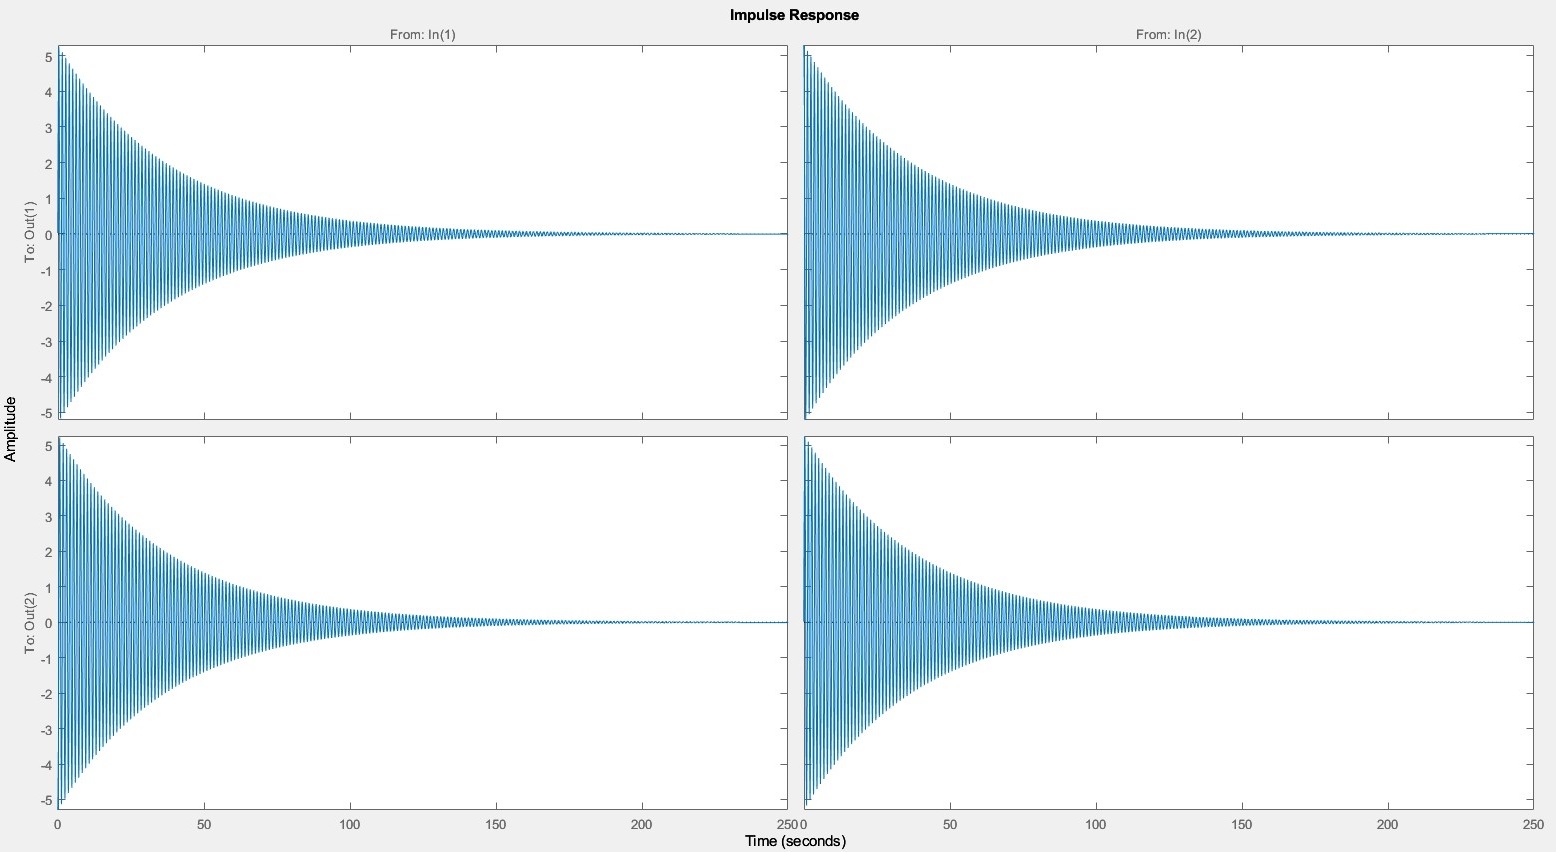 Impulse Response
From: In(1)
From: In(2)
5
4
3
2
1
0
-1
-2
-3
-4
-5
To: Out(1)
Amplitude
5
4
3
2
1
0
-1
-2
-3
-4
-5
To: Out(2)
0 50 100 150 200 250 0 50 100 150 200 250
Time (seconds)